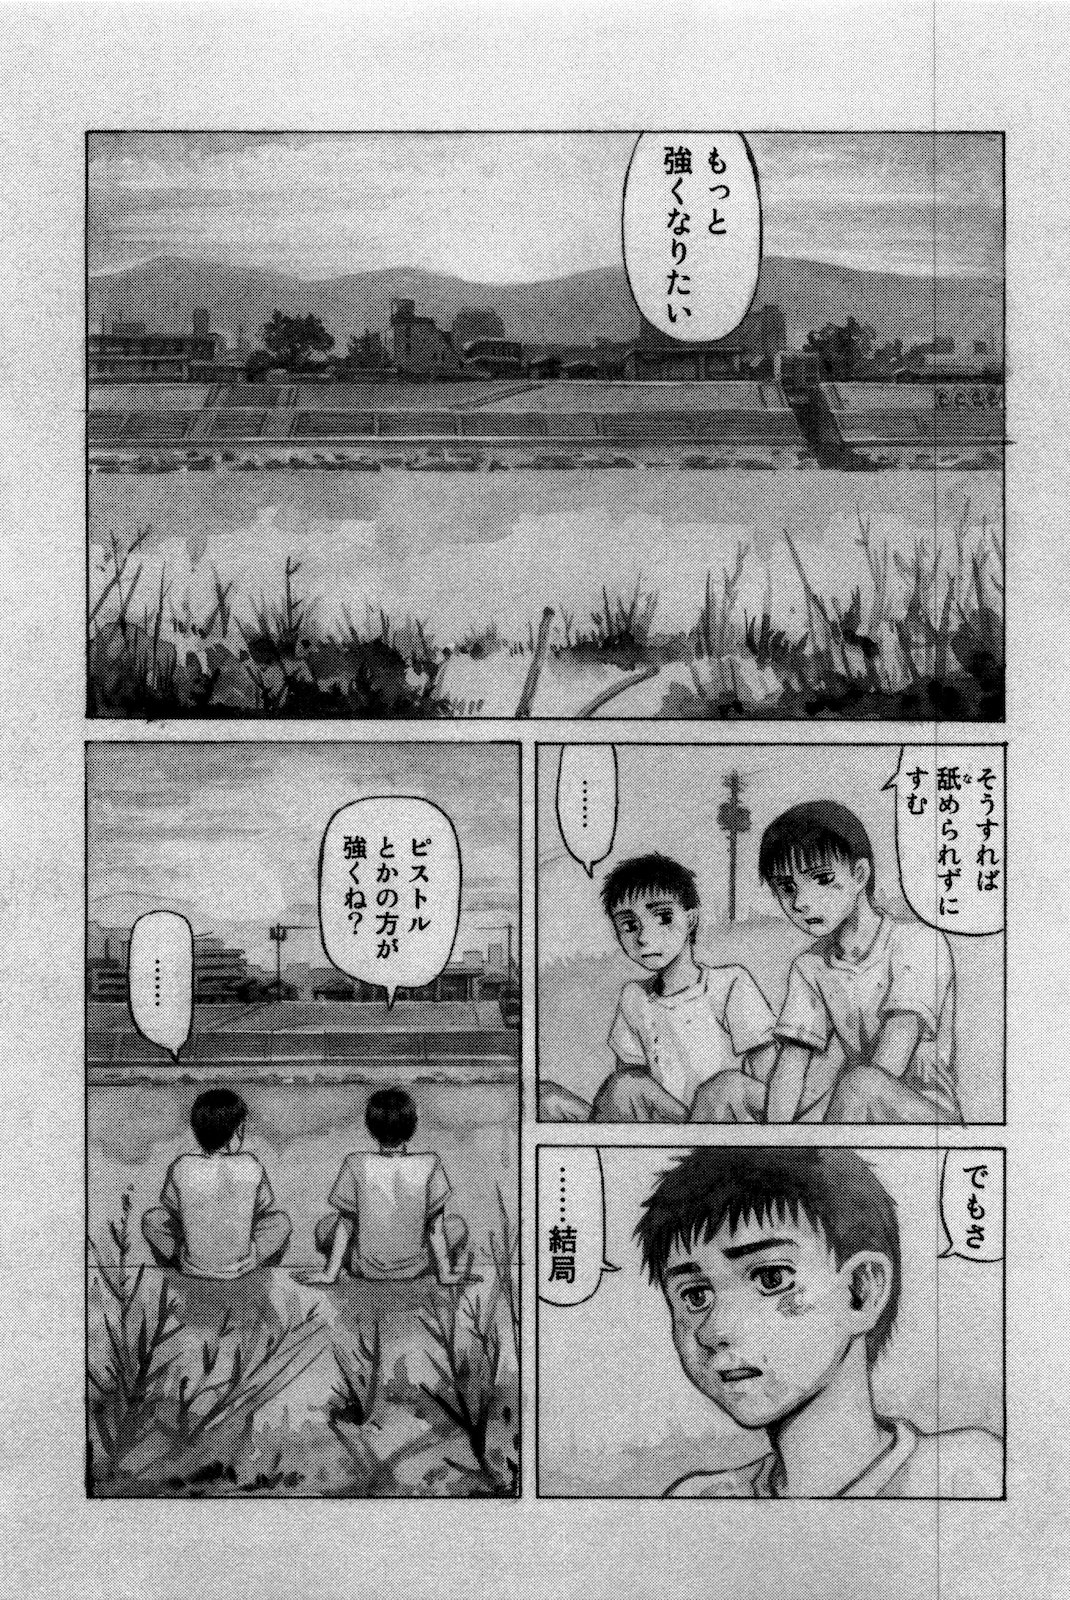 もっと
強くなりたい
そうすれば
舐められずに
な
すむ
……
でもさ
……結局
ピストル
とかの方が
強くね?
……